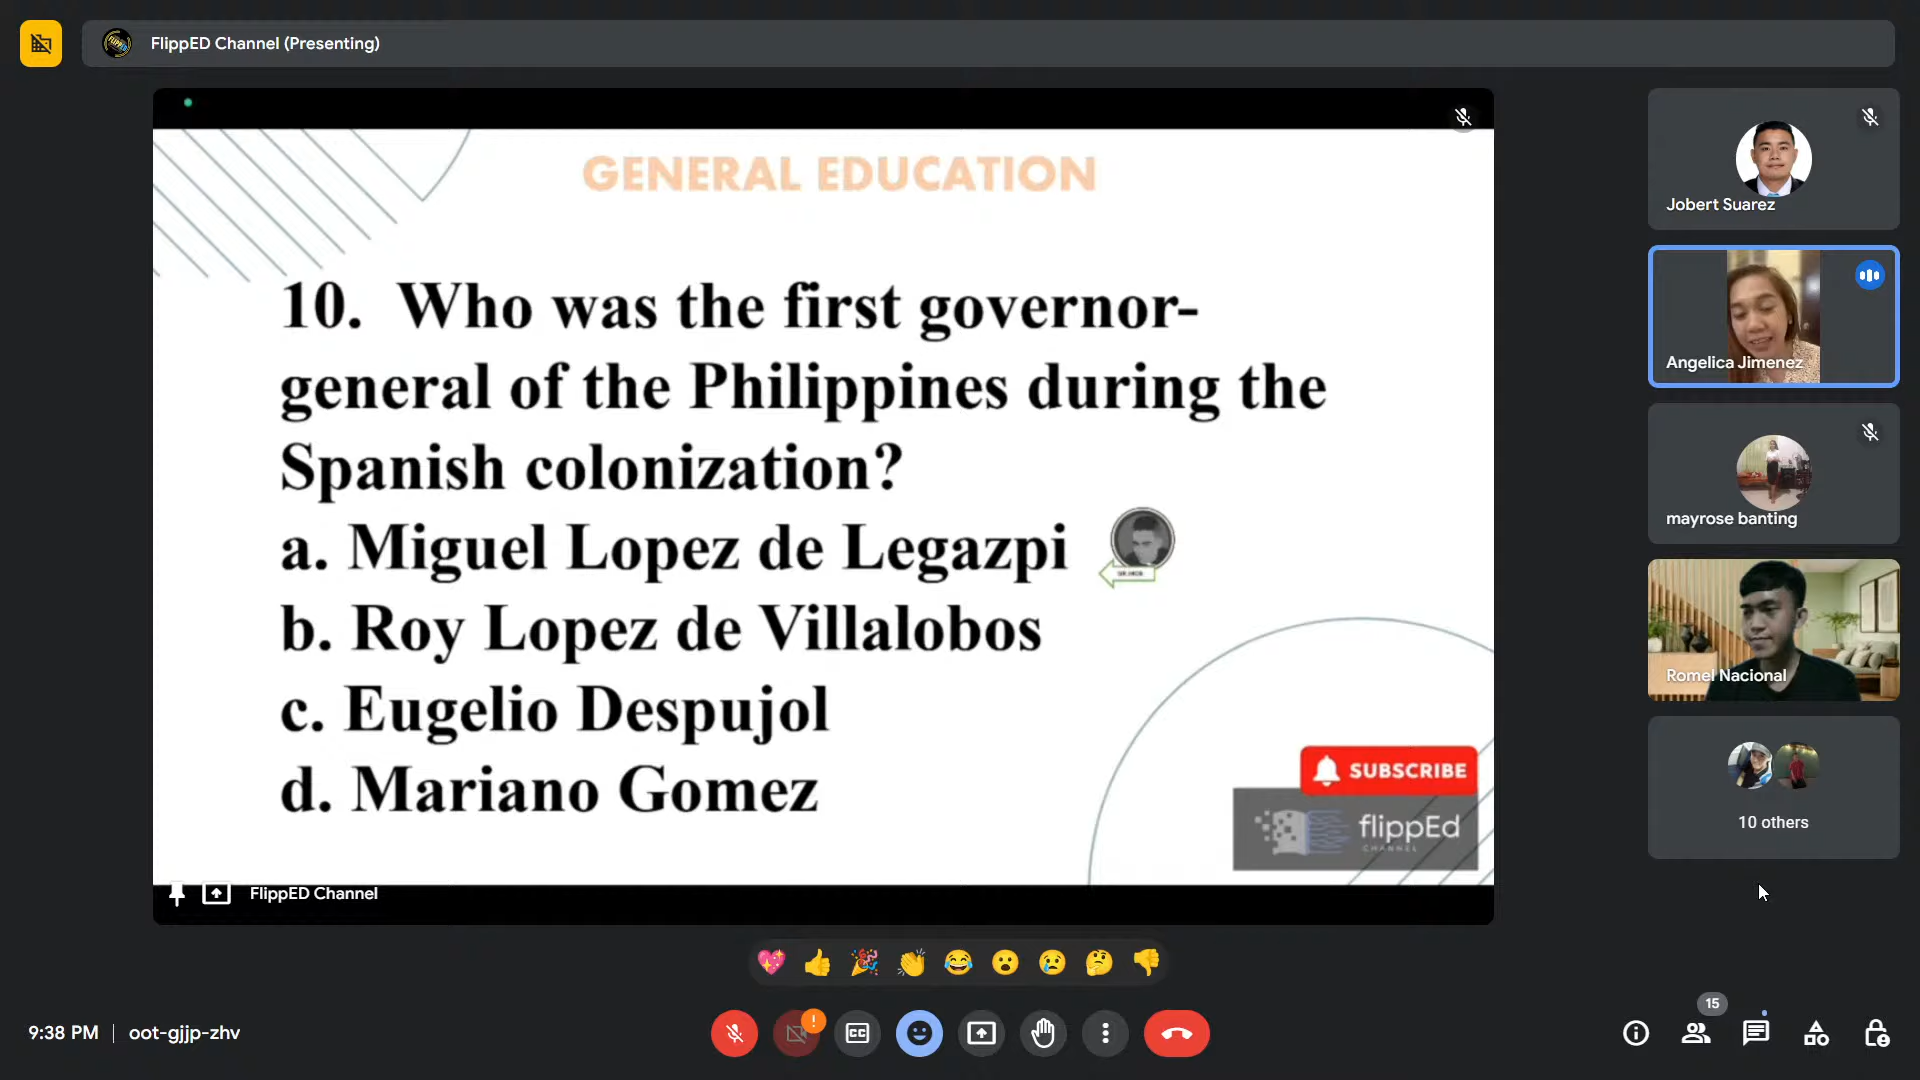 FlippED Channel (Presenting)
GENERAL EDUCATION
10. Who was the first governor-
general of the Philippines during the
Spanish colonization?
a. Miguel Lopez de Legazpi
b. Roy Lopez de Villalobos
c. Eugelio Despujol
d. Mariano Gomez
SUBSCRIBE
flippEd
CHANNEL
FlippED Channel
Jobert Suarez
Angelica Jimenez
mayrose banting
Romel Nacional
10 others
9:38 PM | oot-gjjp-zhv
CC
15